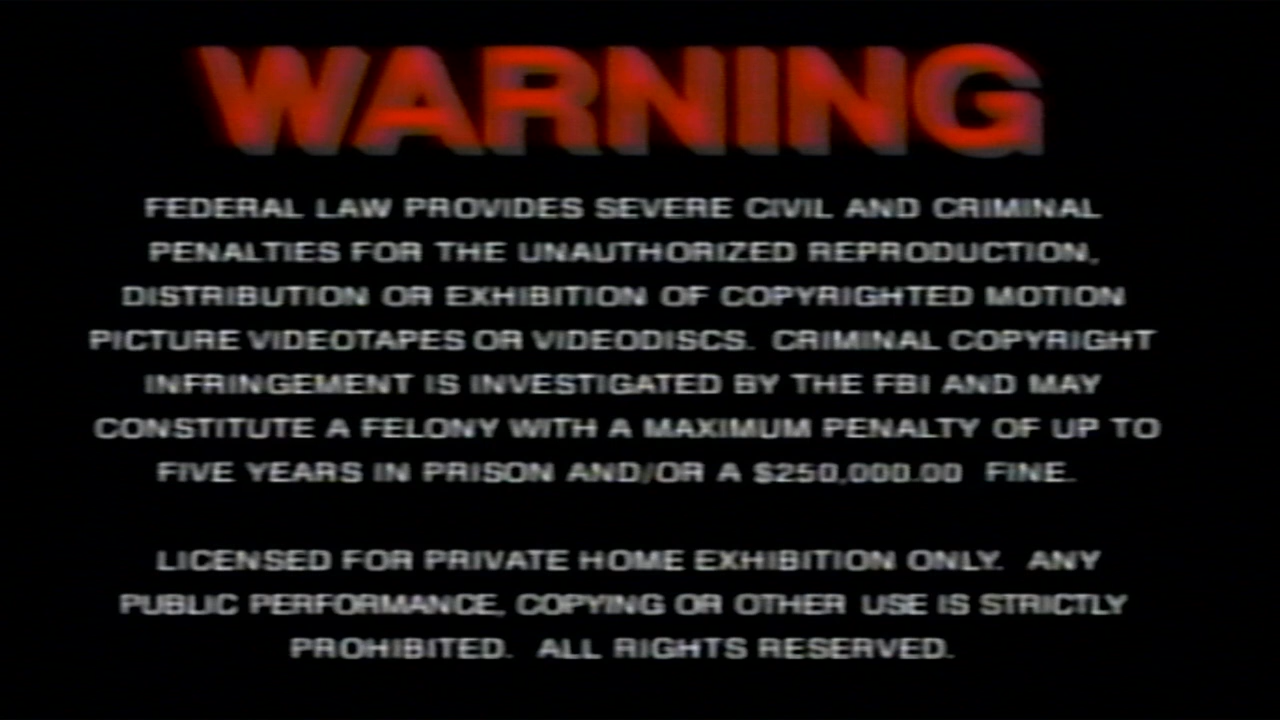 WARNING
FEDERAL LAW PROVIDES SEVERE CIVIL AND CRIMINAL
PENALTIES FOR THE UNAUTHORIZED REPRODUCTION,
DISTRIBUTION OR EXHIBITION OF COPYRIGHTED MOTION
PICTURE VIDEOTAPES OR VIDEODISCS. CRIMINAL COPYRIGHT
INFRINGEMENT IS INVESTIGATED BY THE FBI AND MAY
CONSTITUTE A FELONY WITH A MAXIMUM PENALTY OF UP TO
FIVE YEARS IN PRISON AND/OR A $250,000.00 FINE.
LICENSED FOR PRIVATE HOME EXHIBITION ONLY. ANY
PUBLIC PERFORMANCE, COPYING OR OTHER USE IS STRICTLY
PROHIBITED. ALL RIGHTS RESERVED.